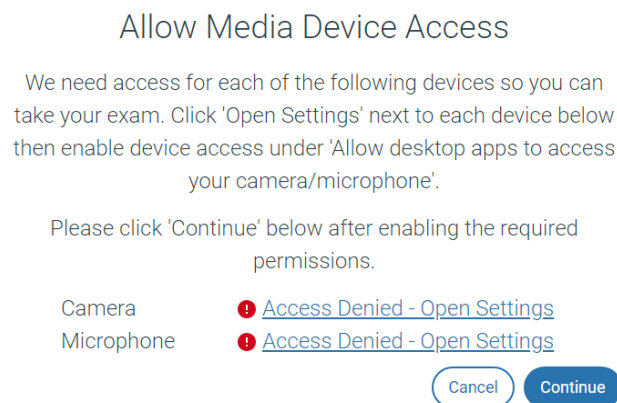 Allow Media Device Access
We need access for each of the following devices so you can
take your exam. Click 'Open Settings' next to each device below
then enable device access under 'Allow desktop apps to access
your camera/microphone'.
Please click 'Continue' below after enabling the required
permissions.
Camera ! Access Denied - Open Settings
Microphone ! Access Denied - Open Settings
Cancel Continue